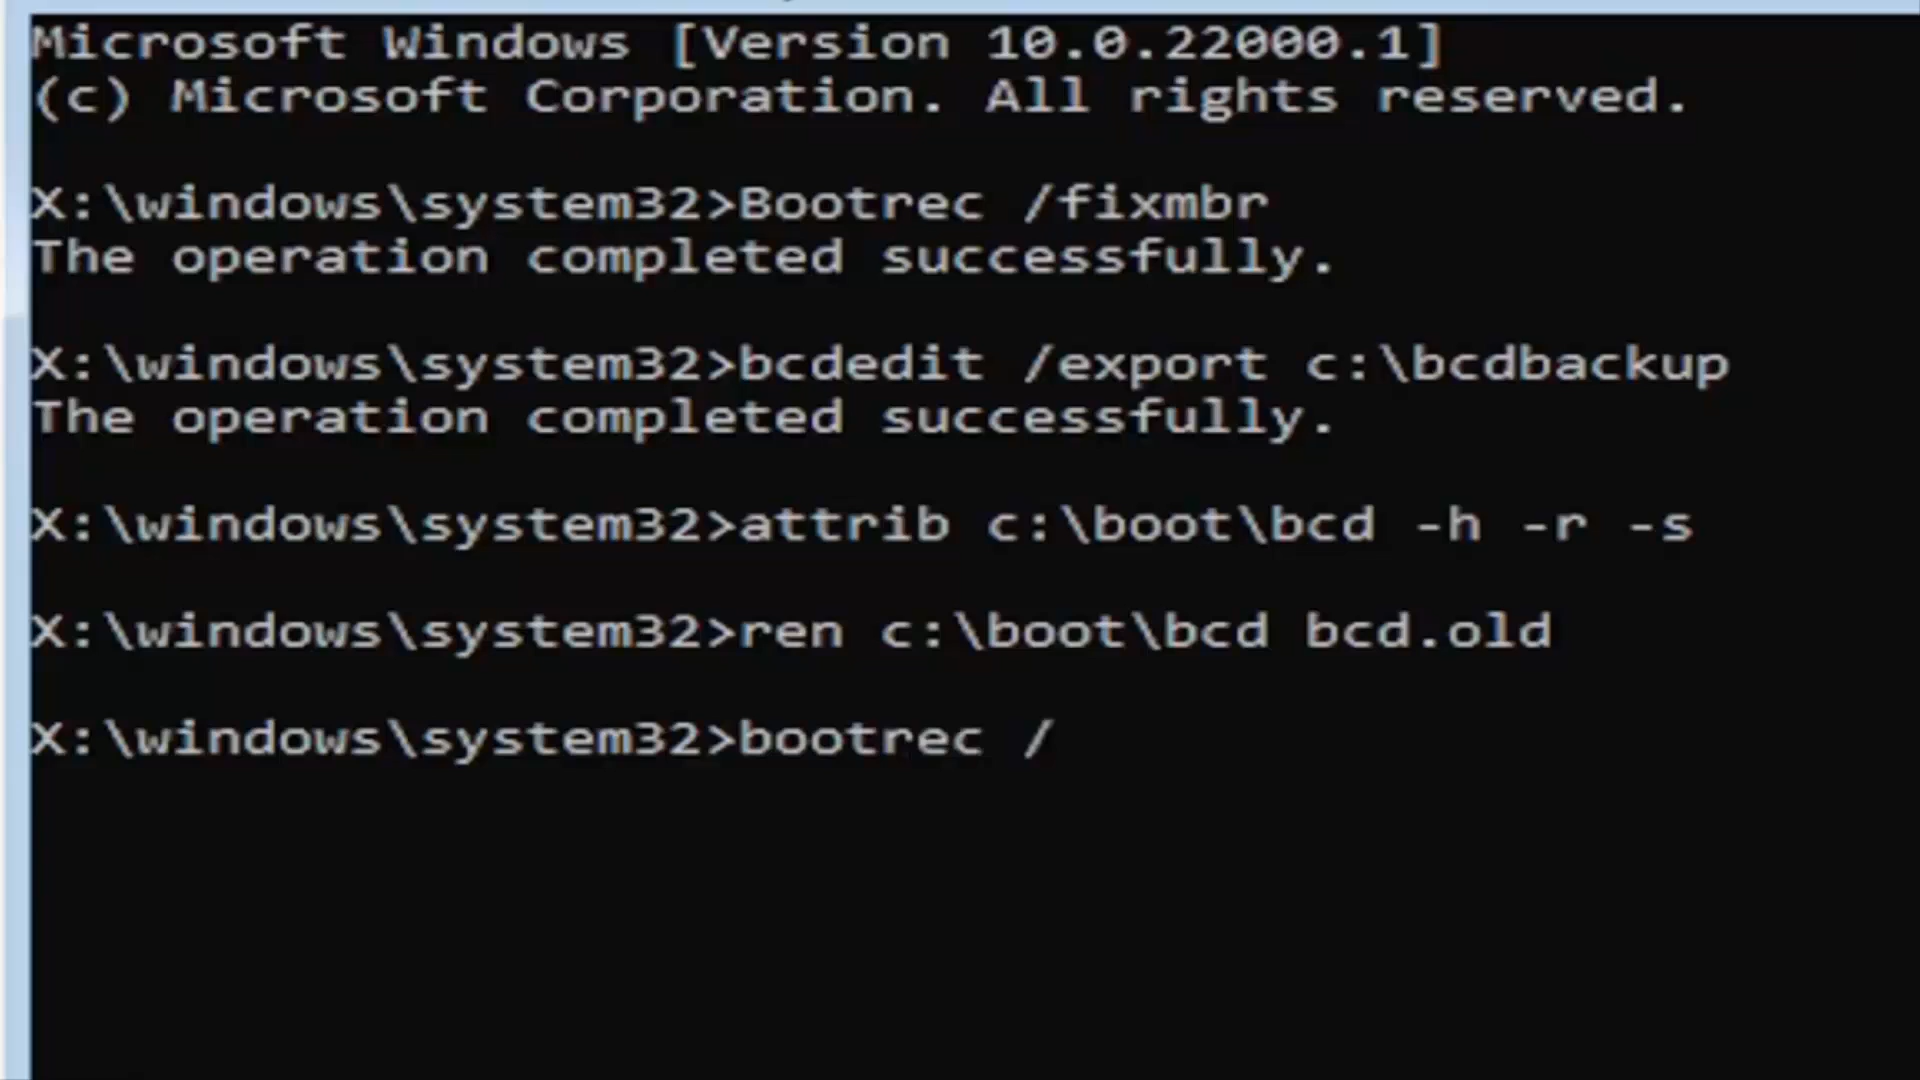 Microsoft Windows [Version 10.0.22000.1]
(c) Microsoft Corporation. All rights reserved.
X:\windows\system32>Bootrec /fixmbr
The operation completed successfully.
X:\windows\system32>bcdedit /export c:\bcdbackup
The operation completed successfully.
X:\windows\system32>attrib c:\boot\bcd -h -r -s
X:\windows\system32>ren c:\boot\bcd bcd.old
X:\windows\system32>bootrec /